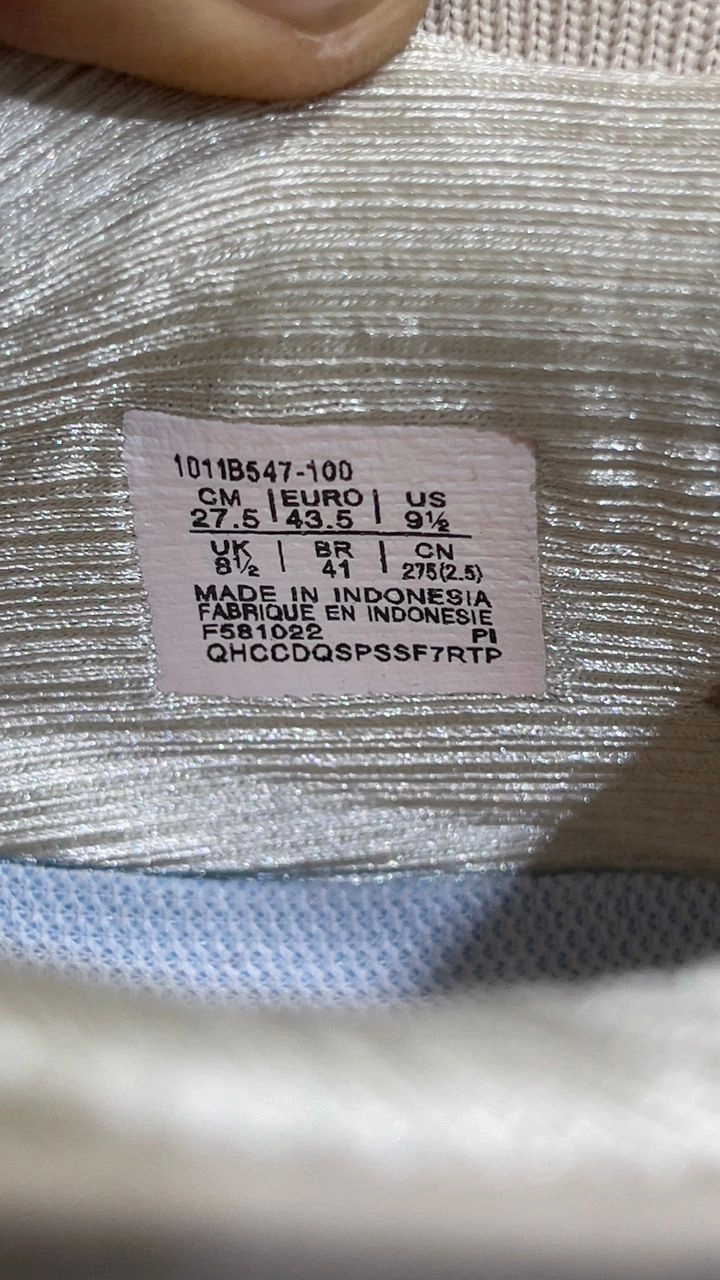 1011B547-100
CM | EURO | US
27.5 43.5 9½
UK | BR | CN
8½ 41 275(2.5)
MADE IN INDONESIA
FABRIQUE EN INDONESIE
F581022 PI
QHCCDQSPSSF7RTP